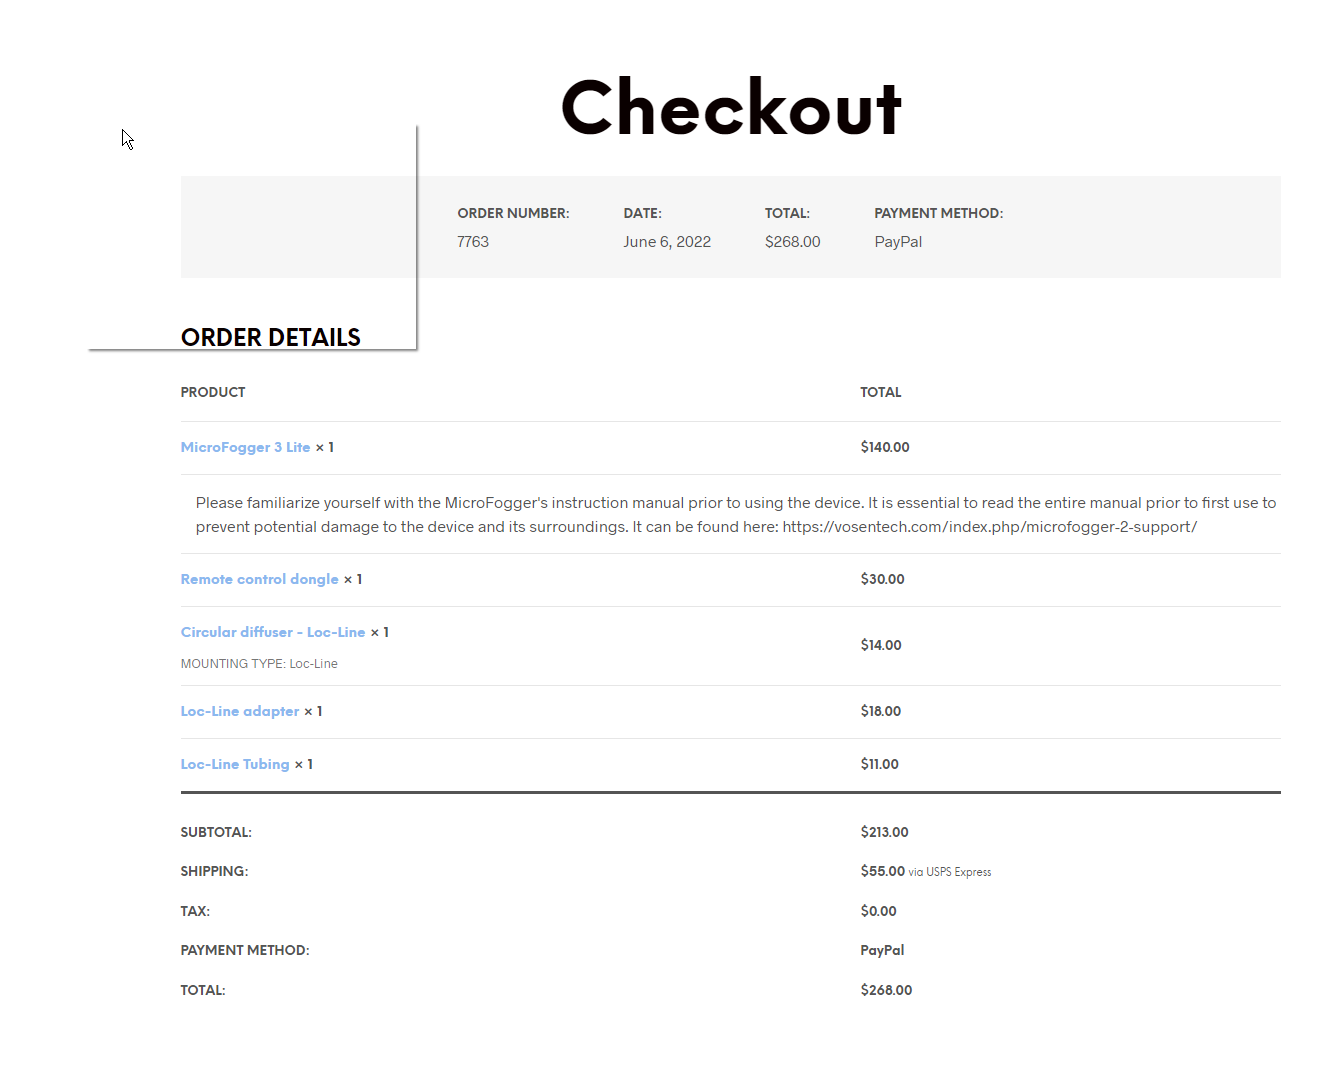 Checkout
ORDER NUMBER: DATE: TOTAL: PAYMENT METHOD:
7763 June 6, 2022 $268.00 PayPal
ORDER DETAILS
PRODUCT TOTAL
MicroFogger 3 Lite × 1 $140.00
Please familiarize yourself with the MicroFogger's instruction manual prior to using the device. It is essential to read the entire manual prior to first use to
prevent potential damage to the device and its surroundings. It can be found here: https://vosentech.com/index.php/microfogger-2-support/
Remote control dongle × 1 $30.00
Circular diffuser - Loc-Line × 1
$14.00
MOUNTING TYPE: Loc-Line
Loc-Line adapter × 1 $18.00
Loc-Line Tubing × 1 $11.00
SUBTOTAL: $213.00
SHIPPING: $55.00 via USPS Express
TAX: $0.00
PAYMENT METHOD: PayPal
TOTAL: $268.00